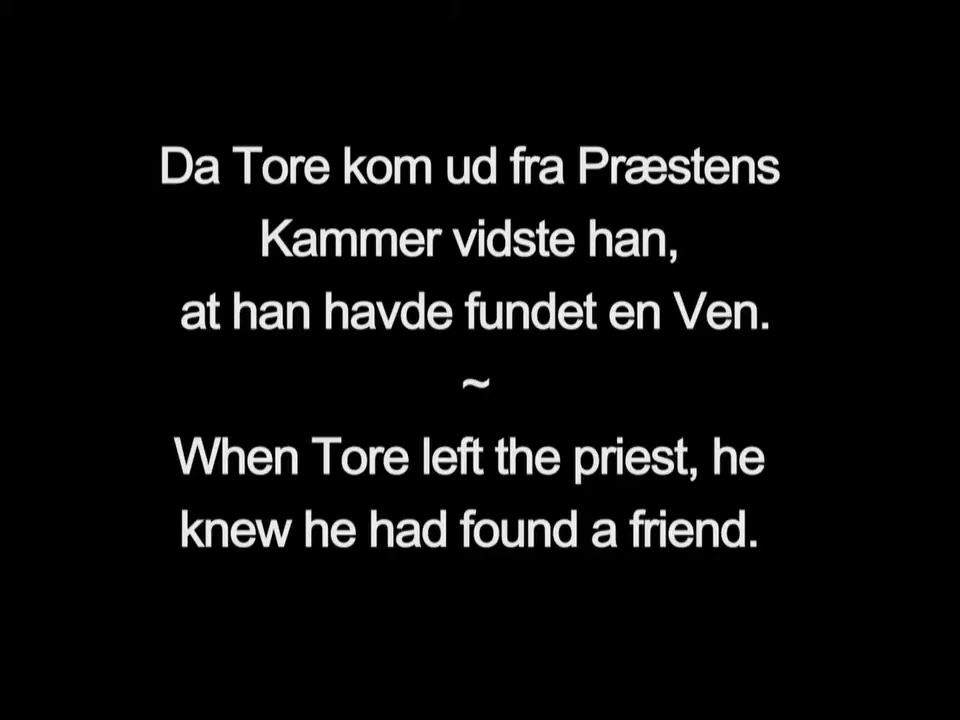 Da Tore kom ud fra Præstens
Kammer vidste han,
at han havde fundet en Ven.
~
When Tore left the priest, he
knew he had found a friend.